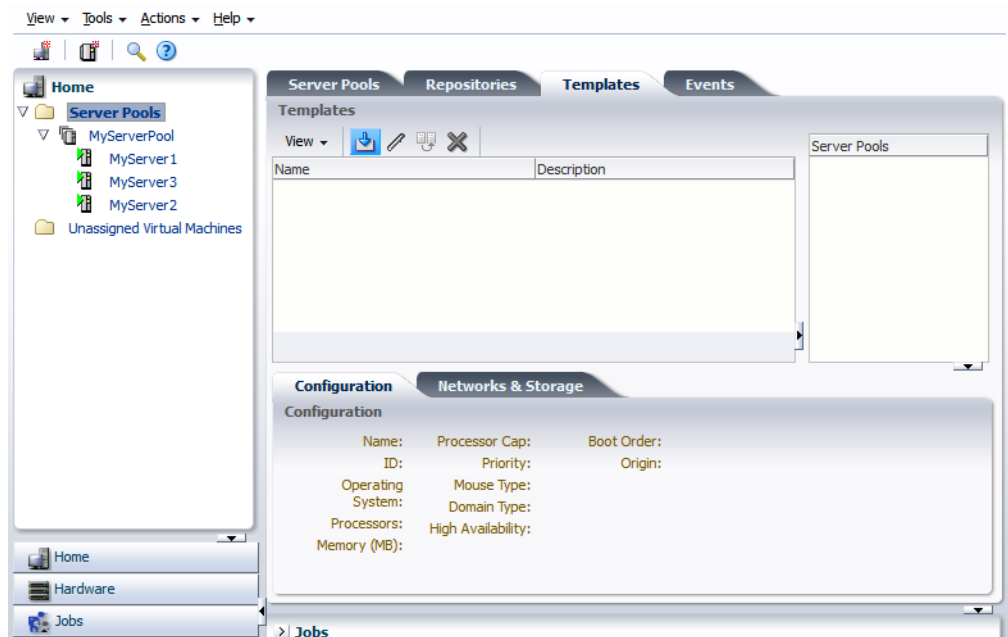 View Tools Actions Help
Home
Server Pools
MyServerPool
MyServer1
MyServer3
MyServer2
Unassigned Virtual Machines
Home
Hardware
Jobs
Server Pools Repositories Templates Events
Templates
View
Name Description
Server Pools
Configuration Networks & Storage
Configuration
Name: Processor Cap: Boot Order:
ID: Priority: Origin:
Operating System: Mouse Type:
Domain Type:
Processors: High Availability:
Memory (MB):
Jobs